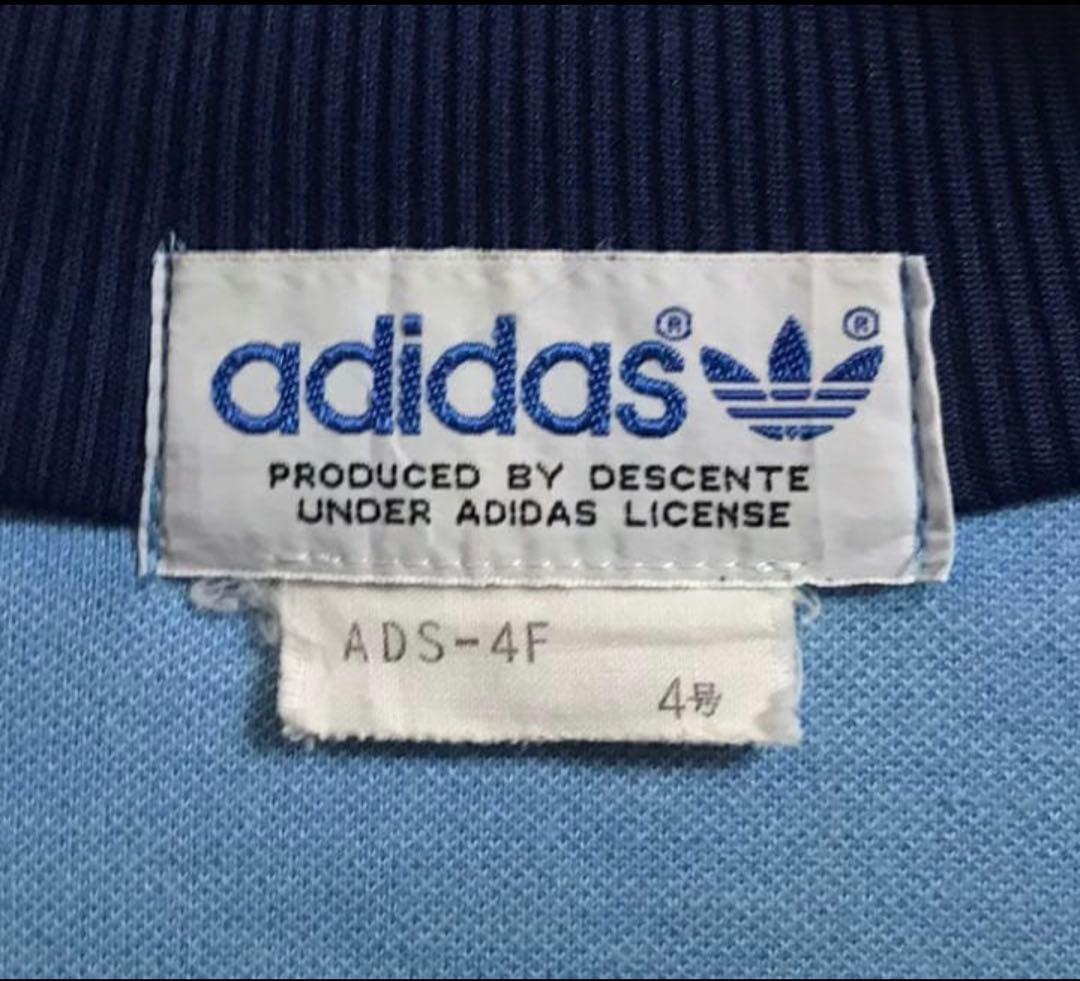 adidas® ®
PRODUCED BY DESCENTE
UNDER ADIDAS LICENSE
ADS-4F
4号